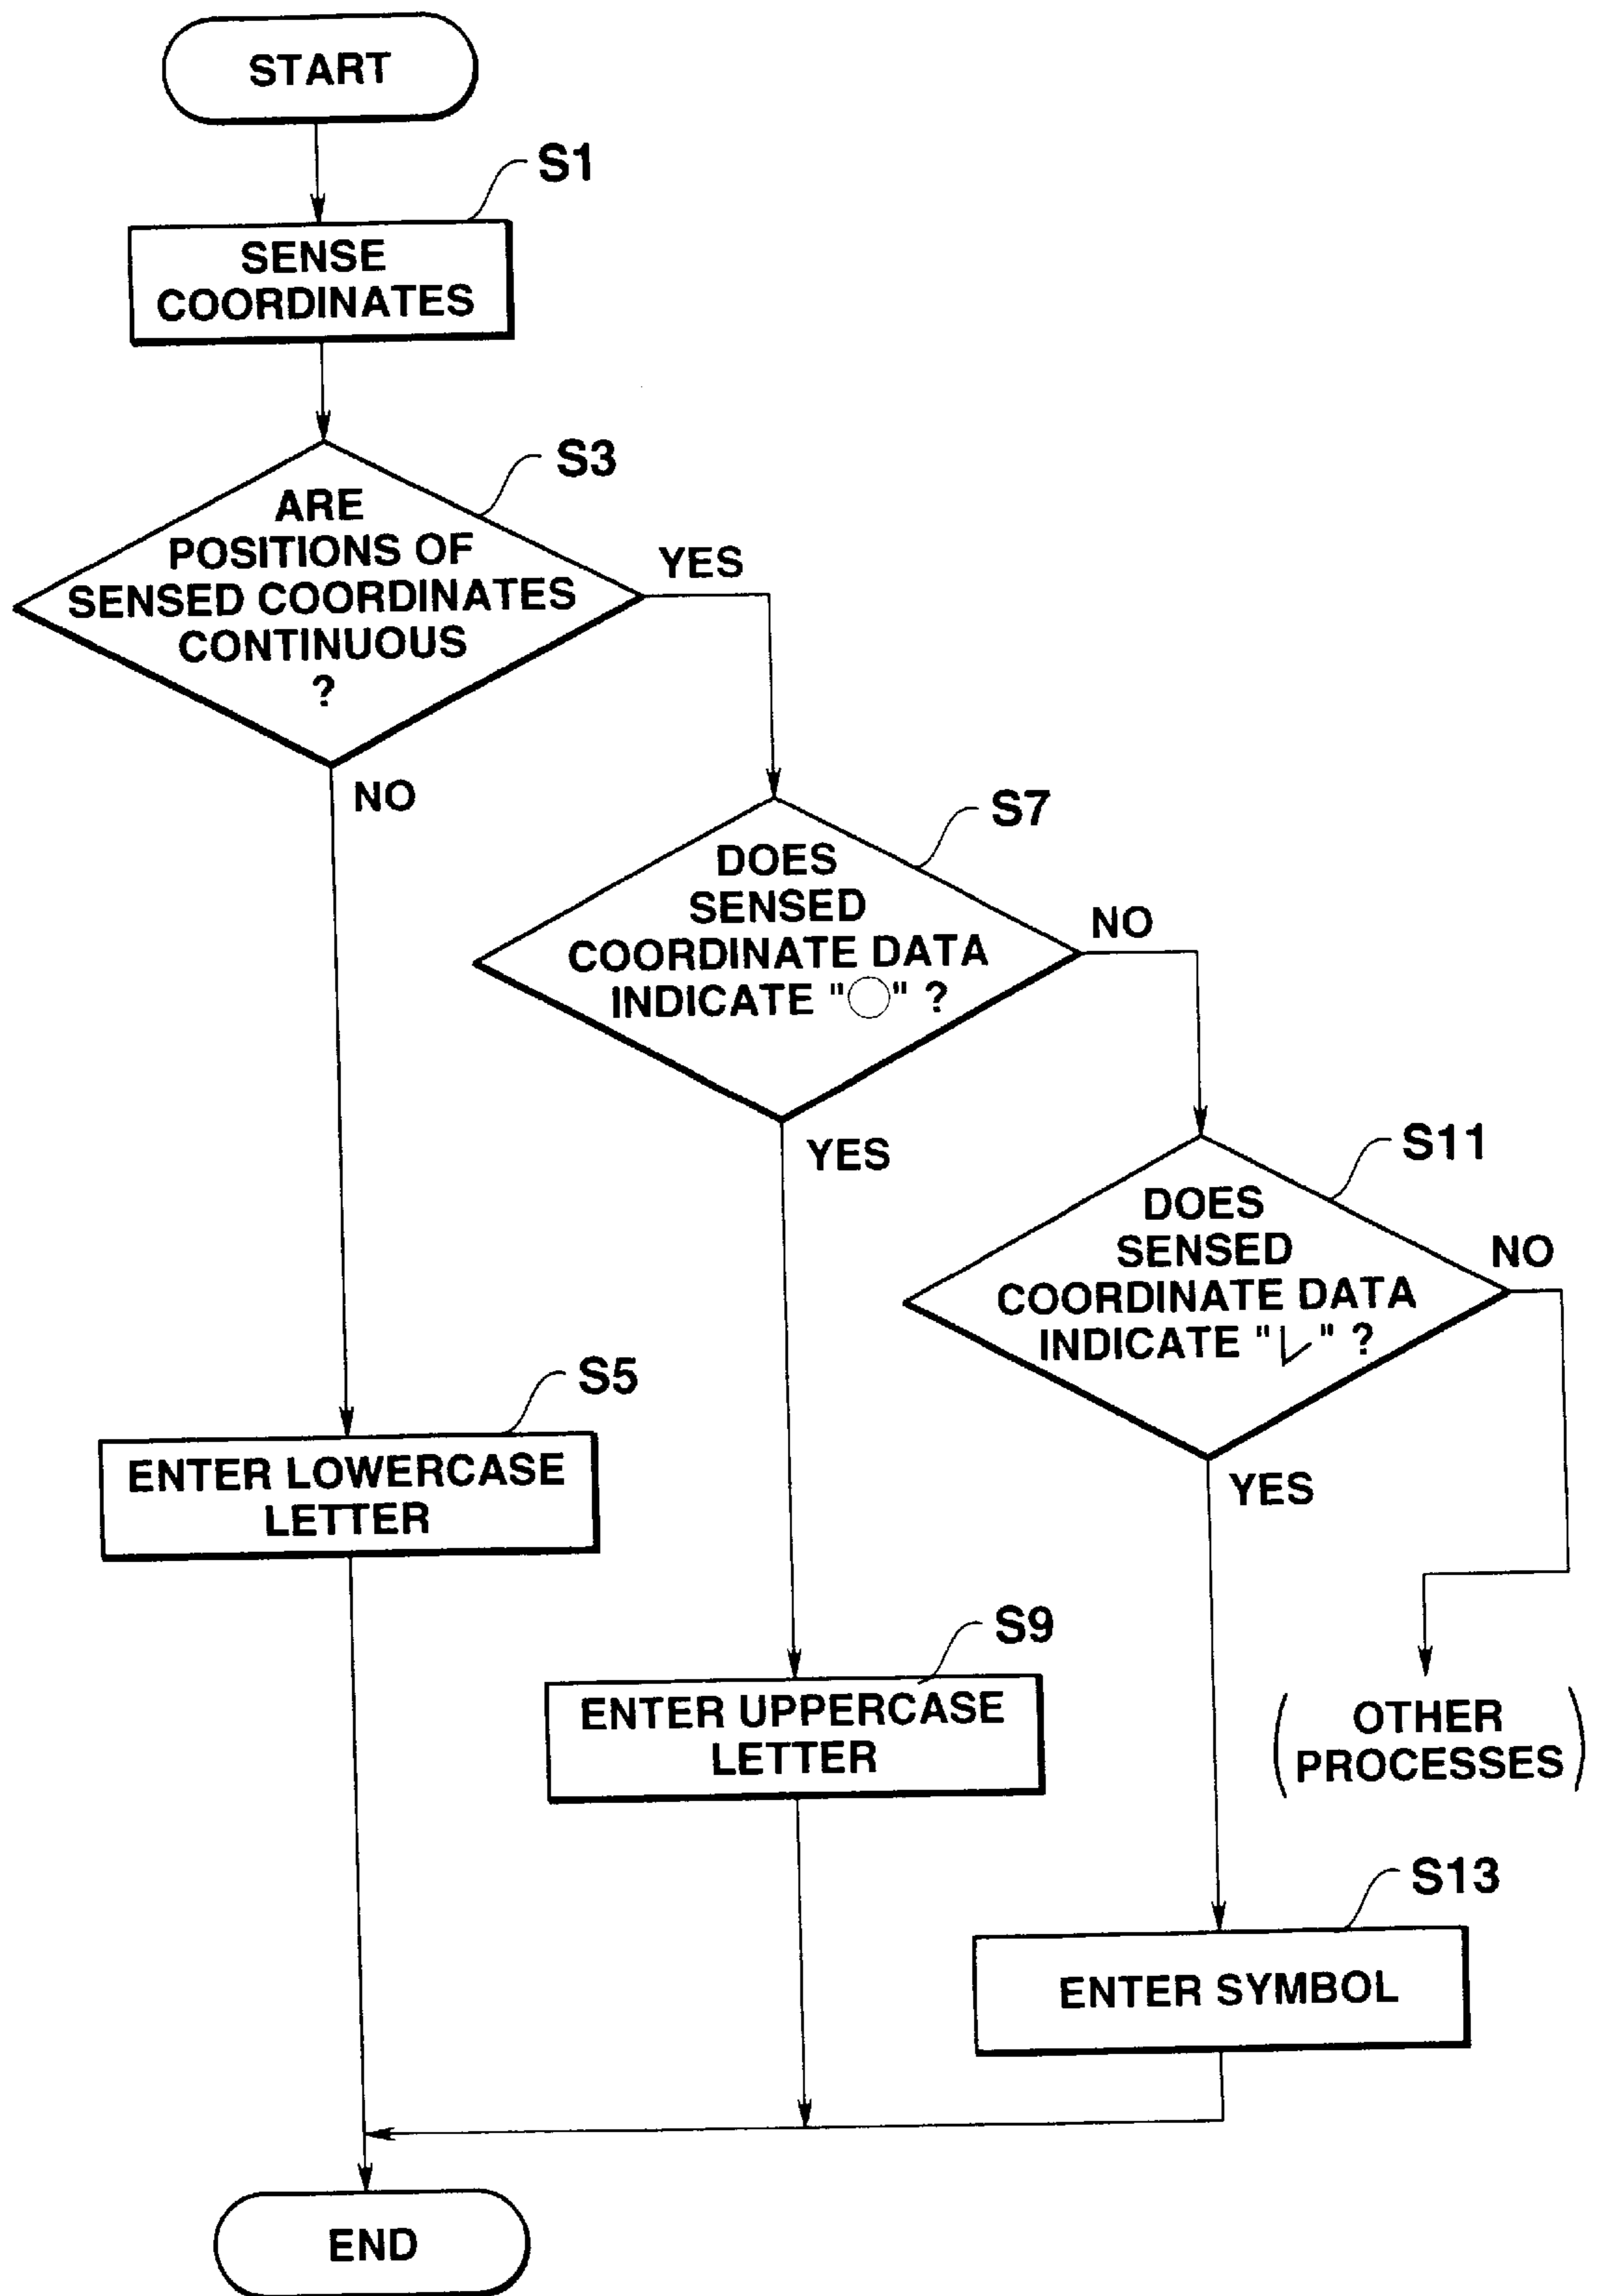 START
S1
SENSE
COORDINATES
S3
ARE
POSITIONS OF
SENSED COORDINATES
CONTINUOUS
?
YES
NO
S7
DOES
SENSED
COORDINATE DATA
INDICATE "○" ?
NO
YES
S11
DOES
SENSED
COORDINATE DATA
INDICATE "㇄" ?
NO
YES
S5
ENTER LOWERCASE
LETTER
S9
ENTER UPPERCASE
LETTER
(OTHER
PROCESSES)
S13
ENTER SYMBOL
END